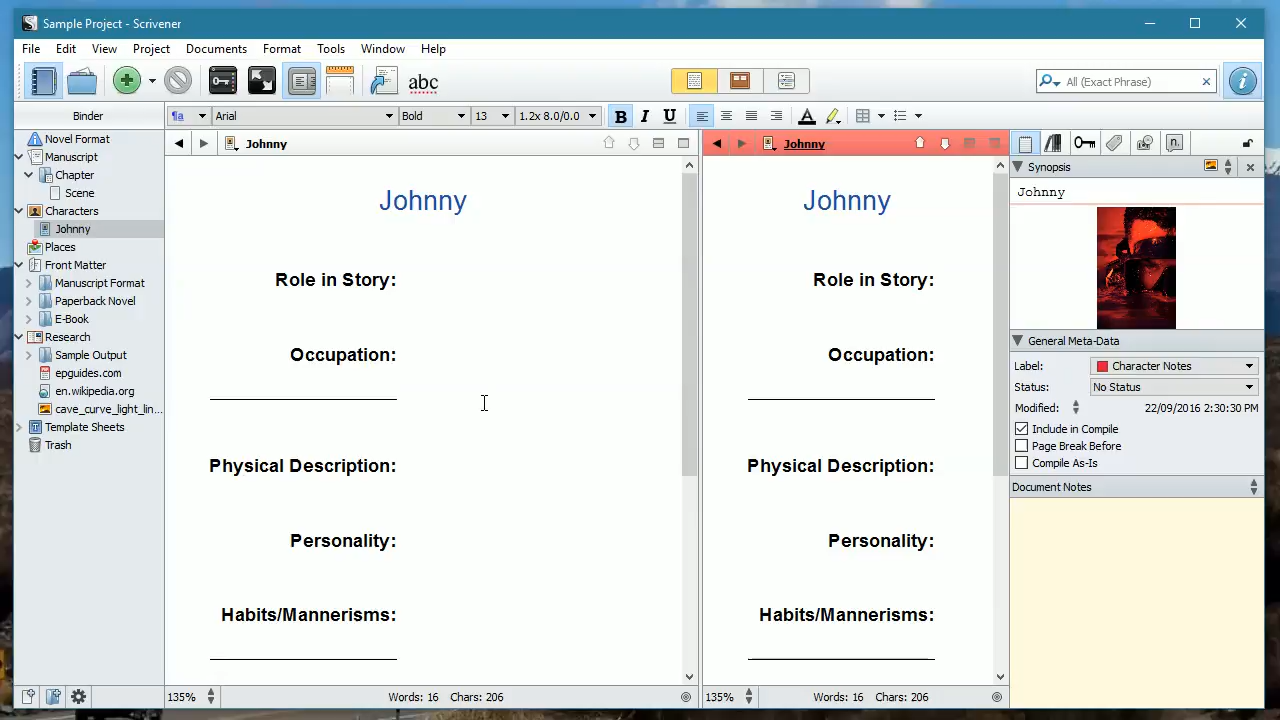 Sample Project - Scrivener
File Edit View Project Documents Format Tools Window Help
abc
All (Exact Phrase)
Binder
¶a Arial Bold 13 1.2x 8.0/0.0 B I U A
Novel Format
Manuscript
Chapter
Scene
Characters
Johnny
Places
Front Matter
Manuscript Format
Paperback Novel
E-Book
Research
Sample Output
epguides.com
en.wikipedia.org
cave_curve_light_lin...
Template Sheets
Trash
Johnny
Johnny
Role in Story:
Occupation:
Physical Description:
Personality:
Habits/Mannerisms:
135% Words: 16 Chars: 206
Johnny
Johnny
Role in Story:
Occupation:
Physical Description:
Personality:
Habits/Mannerisms:
135% Words: 16 Chars: 206
n.
Synopsis
Johnny
General Meta-Data
Label: Character Notes
Status: No Status
Modified: 22/09/2016 2:30:30 PM
Include in Compile
Page Break Before
Compile As-Is
Document Notes